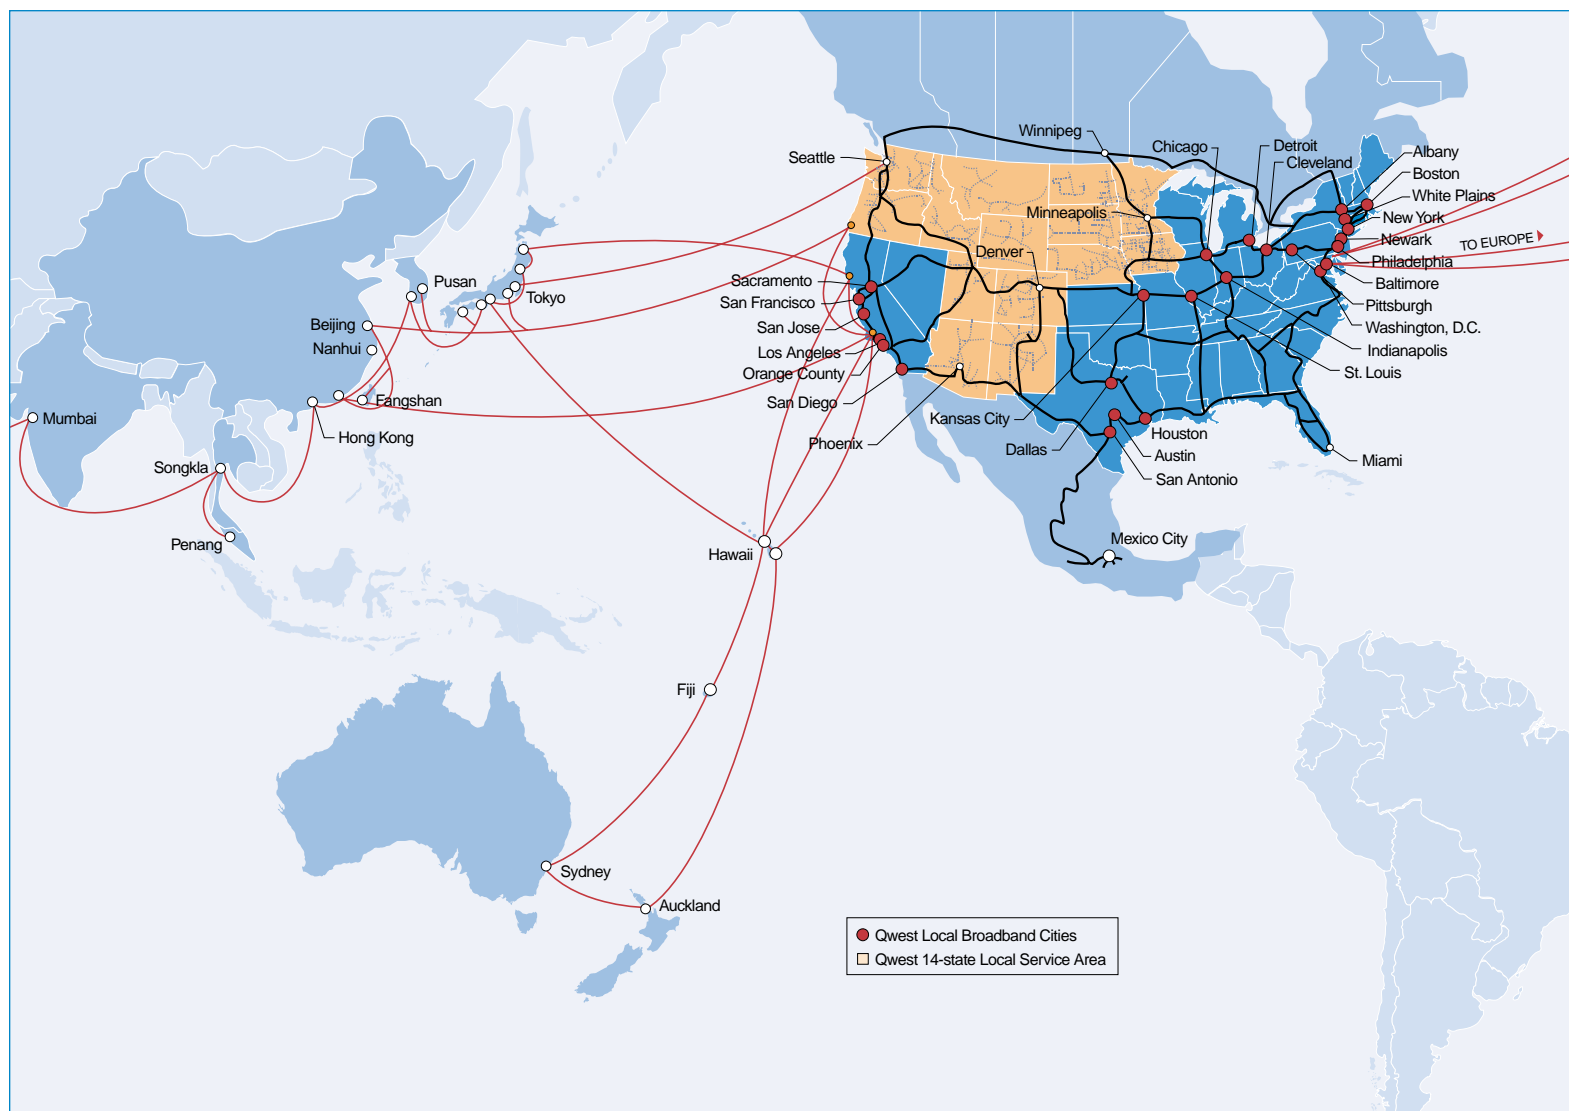 Winnipeg
Chicago
Detroit
Cleveland
Albany
Seattle
Boston
White Plains
Minneapolis
New York
Newark
TO EUROPE
Denver
Philadelphia
Baltimore
Pittsburgh
Washington, D.C.
Indianapolis
St. Louis
Pusan
Tokyo
Sacramento
San Francisco
San Jose
Los Angeles
Orange County
San Diego
Beijing
Nanhui
Fangshan
Hong Kong
Mumbai
Songkla
Penang
Phoenix
Kansas City
Dallas
Houston
Austin
San Antonio
Miami
Mexico City
Hawaii
Fiji
Sydney
Auckland
Qwest Local Broadband Cities
Qwest 14-state Local Service Area